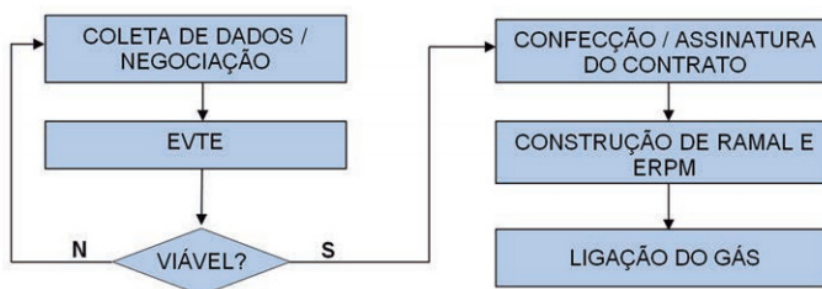 COLETA DE DADOS /
NEGOCIAÇÃO
EVTE
VIÁVEL?
N
S
CONFECÇÃO / ASSINATURA
DO CONTRATO
CONSTRUÇÃO DE RAMAL E
ERPM
LIGAÇÃO DO GÁS